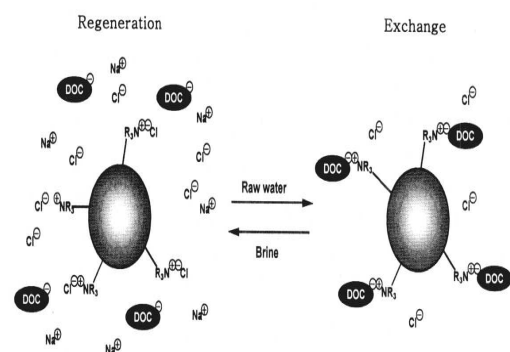 Regeneration
Exchange
Na⊕
DOC⊖
Cl⊖
DOC⊖
Na⊕
Na⊕
R₃N⊕⊖Cl
Cl⊖
Cl⊖
Cl⊖
Cl⊖ ⊕NR₃
Na⊕
Cl⊖
R₃N⊕⊖Cl
Cl⊖⊕NR₃
DOC⊖
DOC⊖
Na⊕
Na⊕
Na⊕
Raw water
Brine
Cl⊖
Cl⊖
R₃N⊕⊖DOC
DOC⊖⊕NR₃
Cl⊖
R₃N⊕⊖DOC
DOC⊖⊕NR₃
Cl⊖